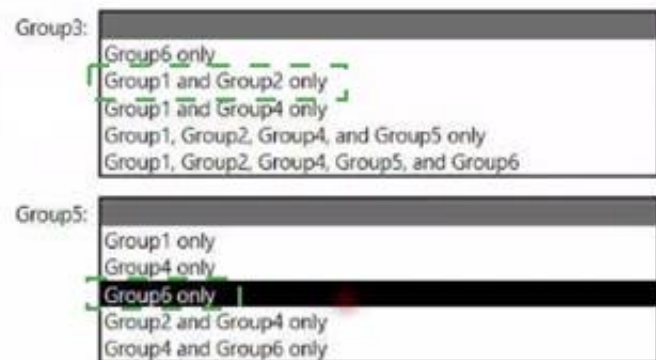 Group3:
Group6 only
Group1 and Group2 only
Group1 and Group4 only
Group1, Group2, Group4, and Group5 only
Group1, Group2, Group4, Group5, and Group6
Group5:
Group1 only
Group4 only
Group6 only
Group2 and Group4 only
Group4 and Group6 only